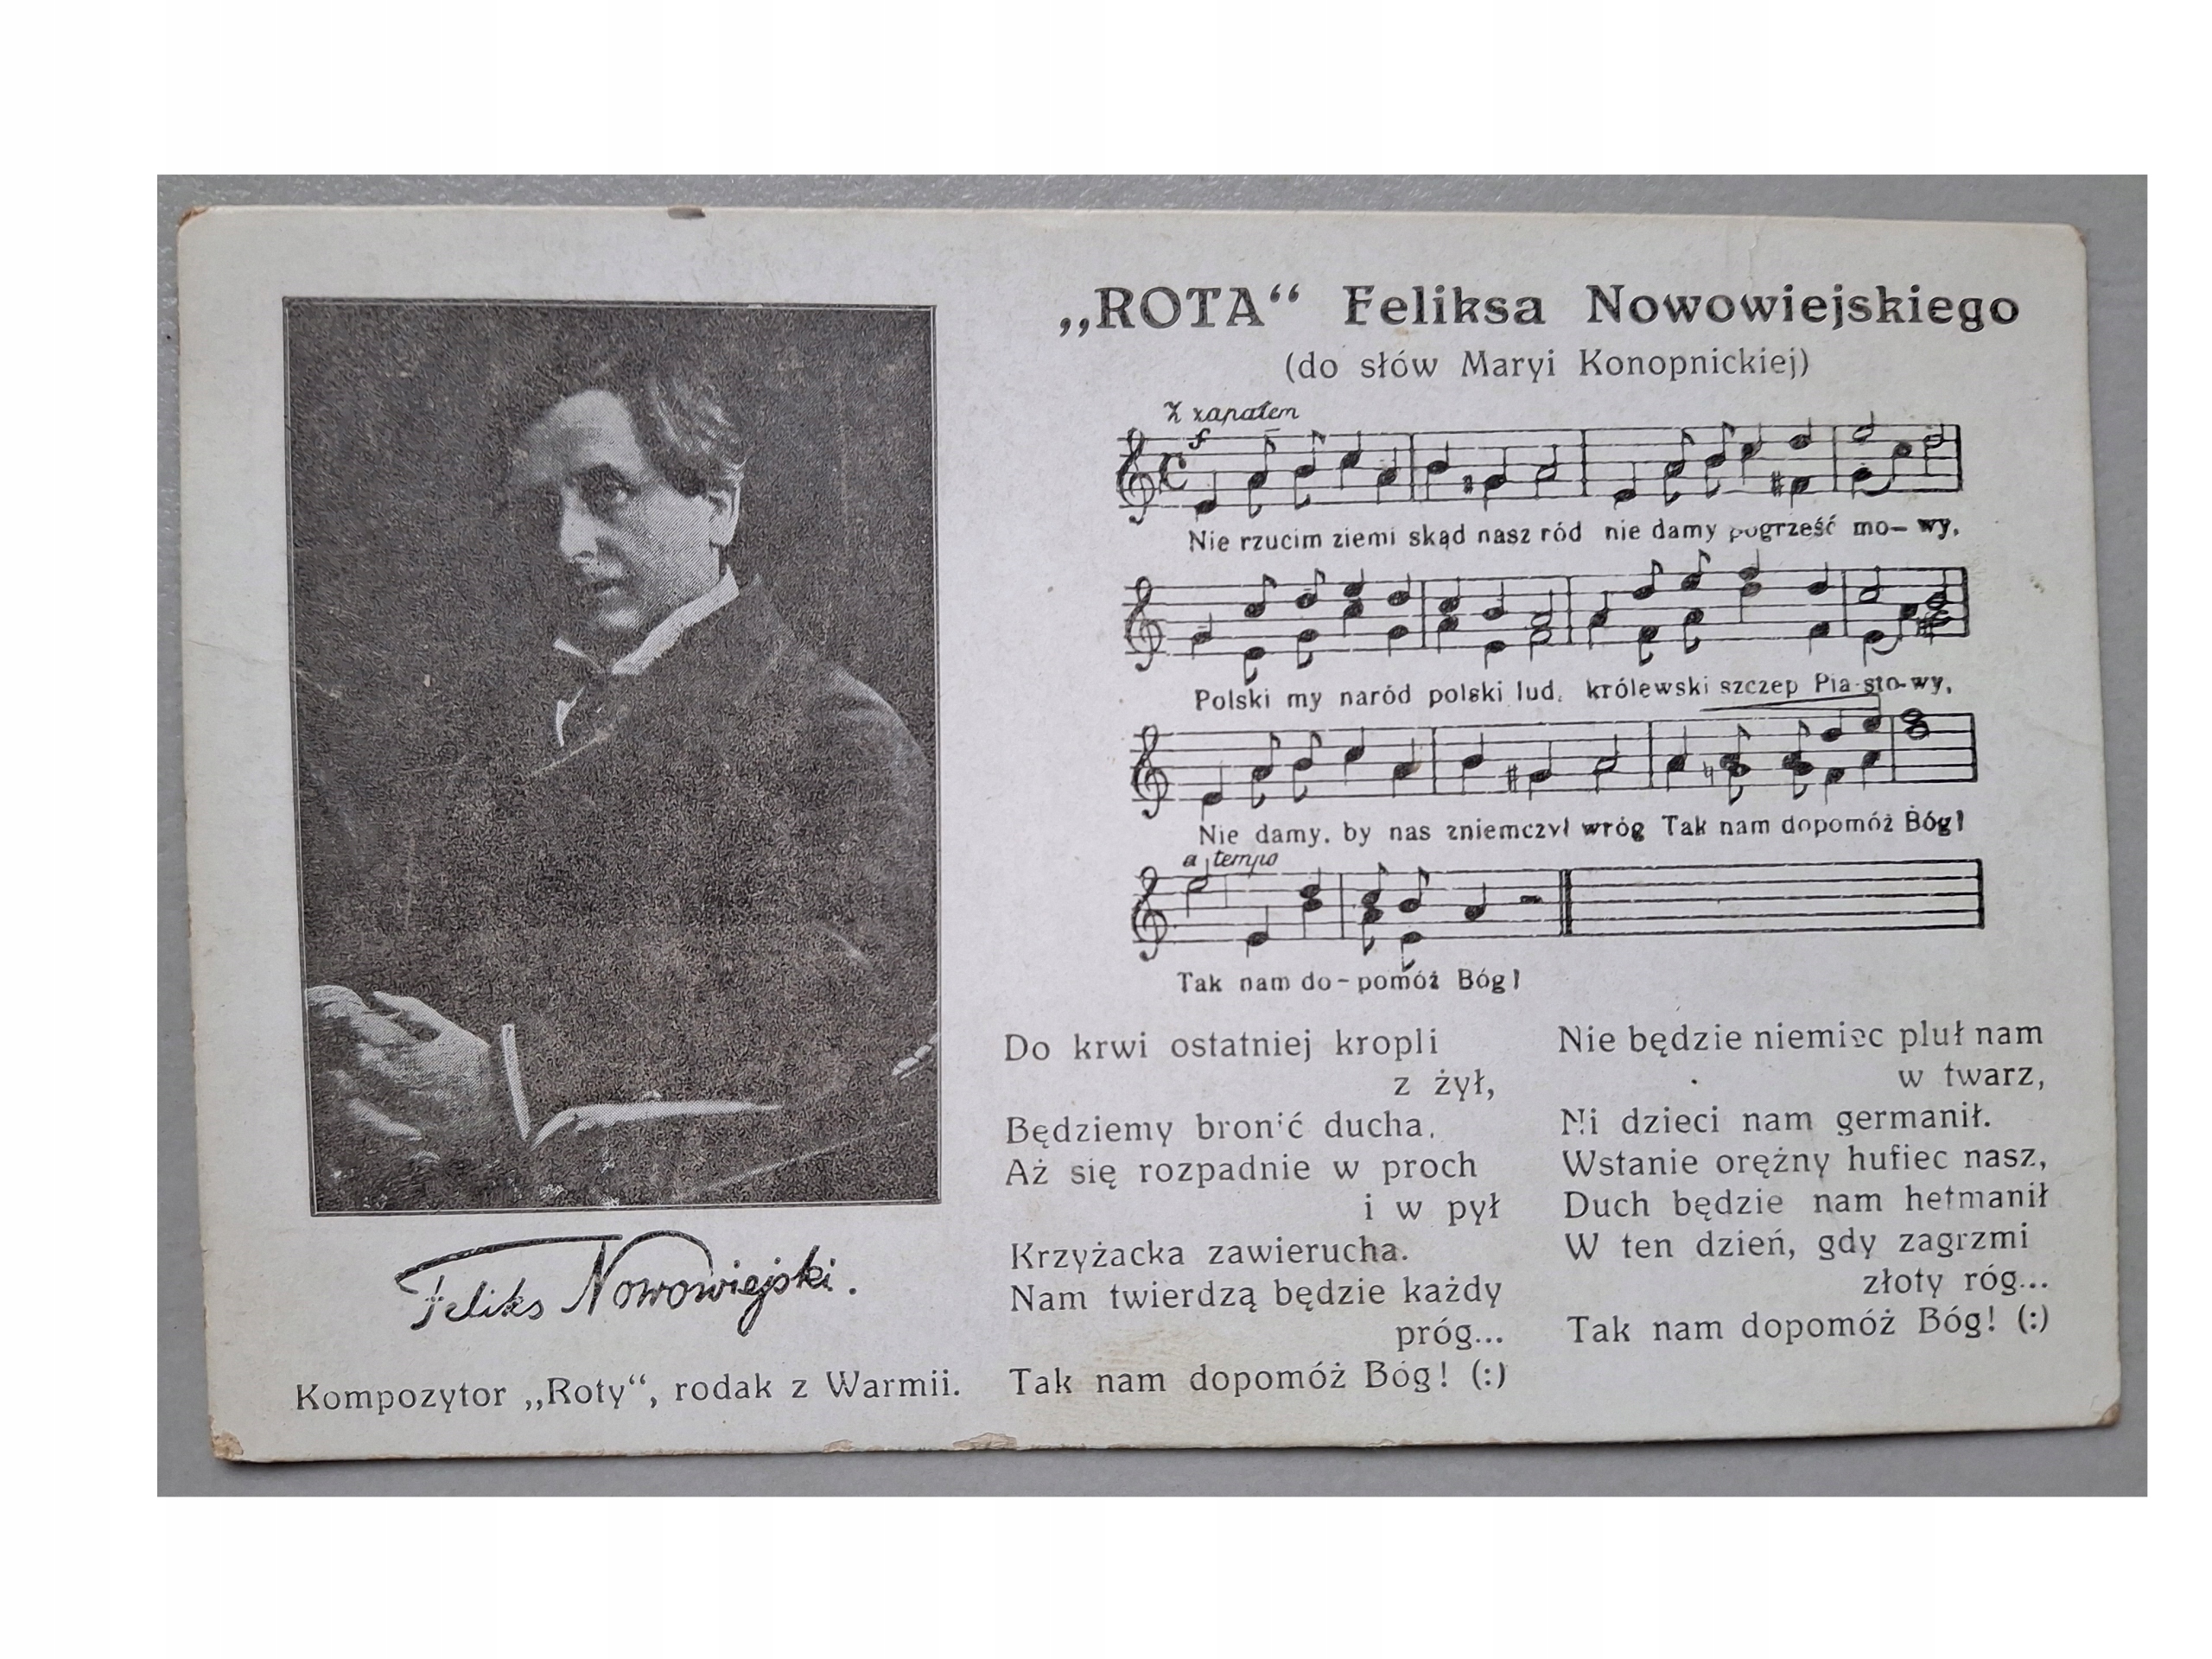 „ROTA“ Feliksa Nowowiejskiego
(do słów Maryi Konopnickiej)
Z zapałem
f
Nie rzucim ziemi skąd nasz ród nie damy pogrześć mo- wy,
Polski my naród polski lud, królewski szczep Pia-sto-wy,
Nie damy, by nas zniemczył wróg Tak nam dopomóż Bóg!
a tempo
Tak nam do-pomóż Bóg!
Do krwi ostatniej kropli
z żył,
Będziemy bronić ducha,
Aż się rozpadnie w proch
i w pył
Krzyżacka zawierucha.
Nam twierdzą będzie każdy
próg...
Tak nam dopomóż Bóg! (:)
Nie będzie niemiec pluł nam
w twarz,
Ni dzieci nam germanił.
Wstanie orężny hufiec nasz,
Duch będzie nam hetmanił
W ten dzień, gdy zagrzmi
złoty róg...
Tak nam dopomóż Bóg! (:)
Feliks Nowowiejski.
Kompozytor „Roty“, rodak z Warmii.